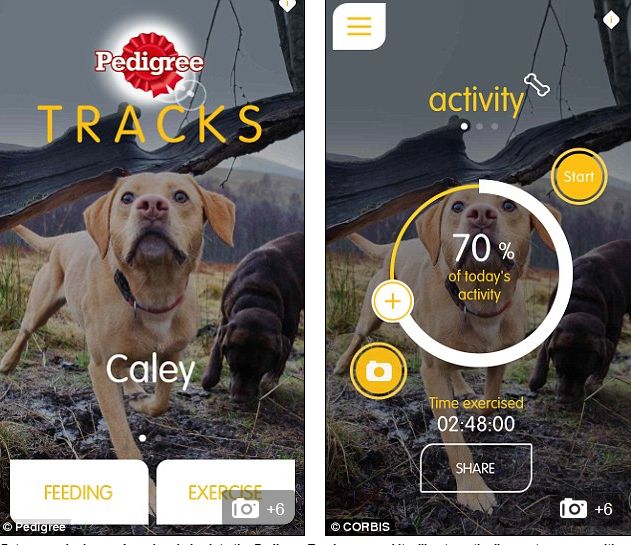 Pedigree
TRACKS
Caley
FEEDING
EXERCISE
+6
© Pedigree
activity
Start
70 %
of today's
activity
Time exercised
02:48:00
SHARE
+6
© CORBIS